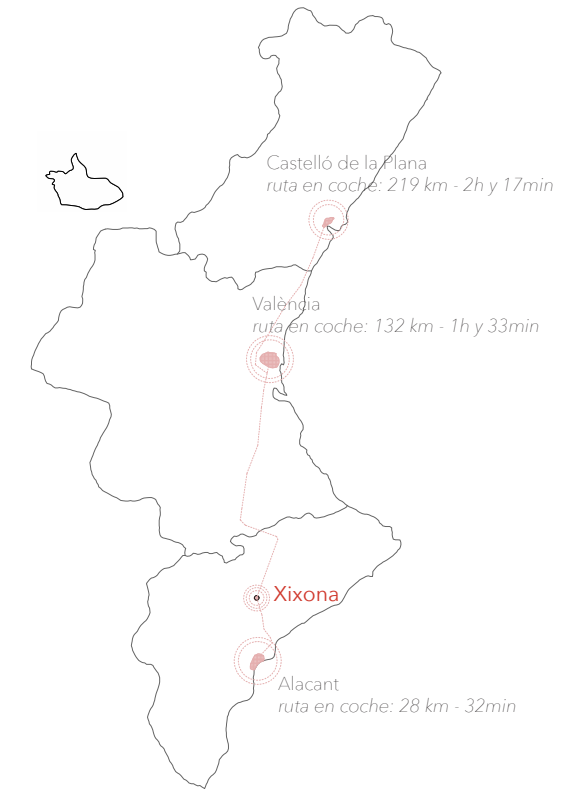 Castelló de la Plana
ruta en coche: 219 km - 2h y 17min
València
ruta en coche: 132 km - 1h y 33min
Xixona
Alacant
ruta en coche: 28 km - 32min